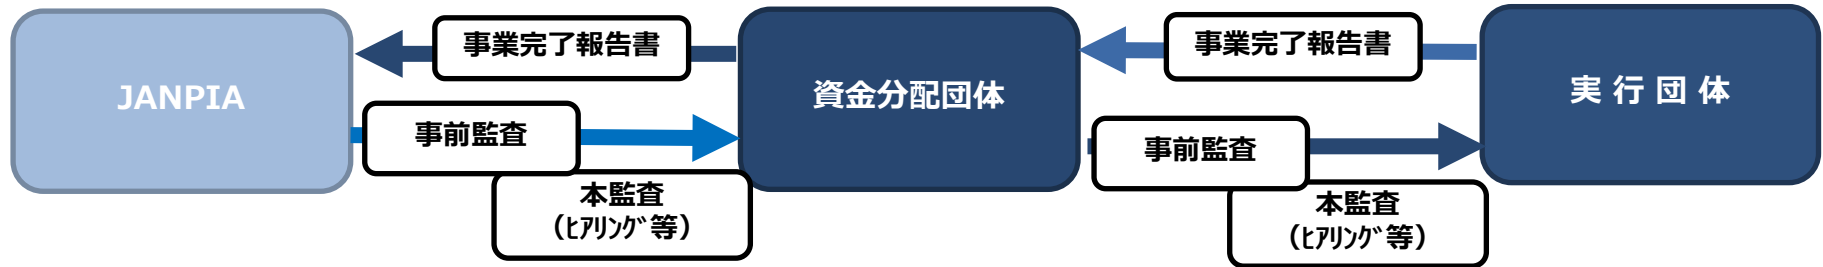 JANPIA
事業完了報告書
事前監査
本監査
(ﾋｱﾘﾝｸﾞ等)
資金分配団体
事業完了報告書
事前監査
本監査
(ﾋｱﾘﾝｸﾞ等)
実 行 団 体